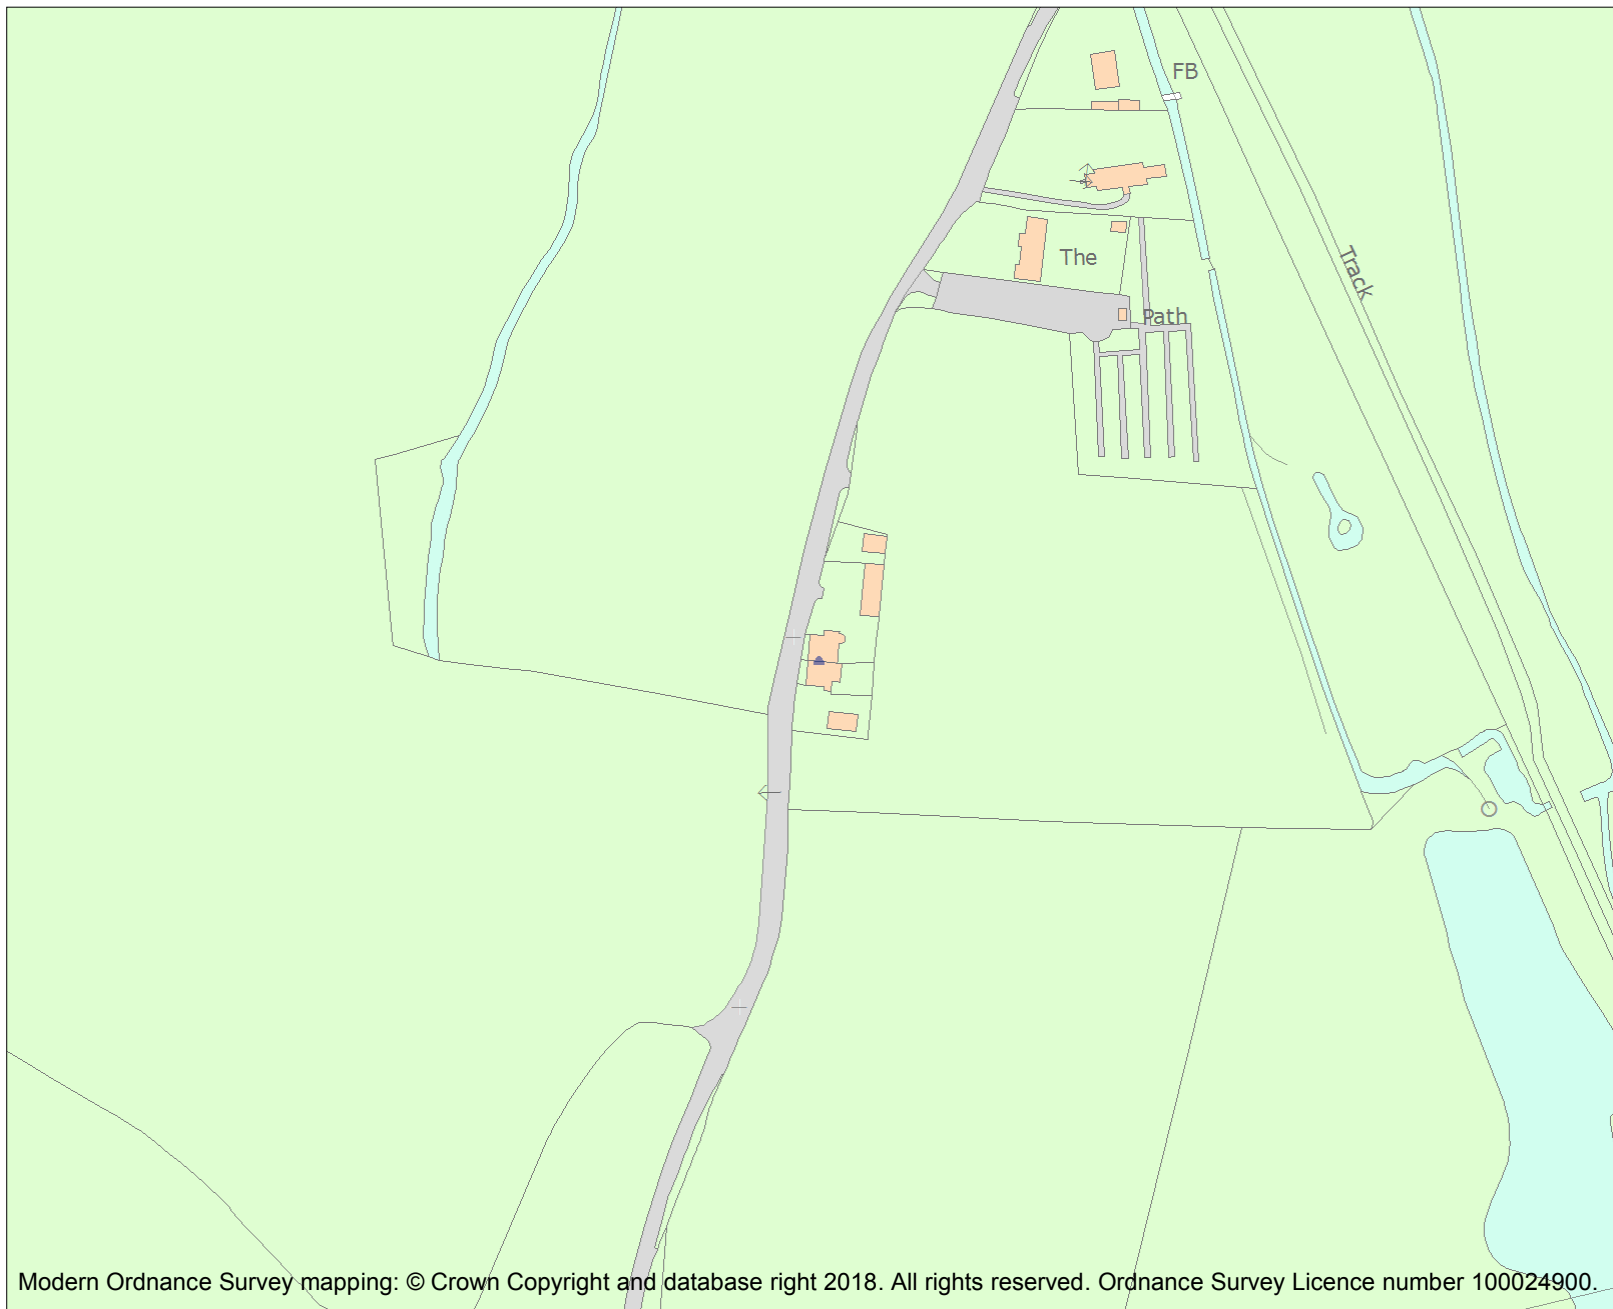 FB
Track
The
Path
Modern Ordnance Survey mapping: © Crown Copyright and database right 2018. All rights reserved. Ordnance Survey Licence number 100024900.